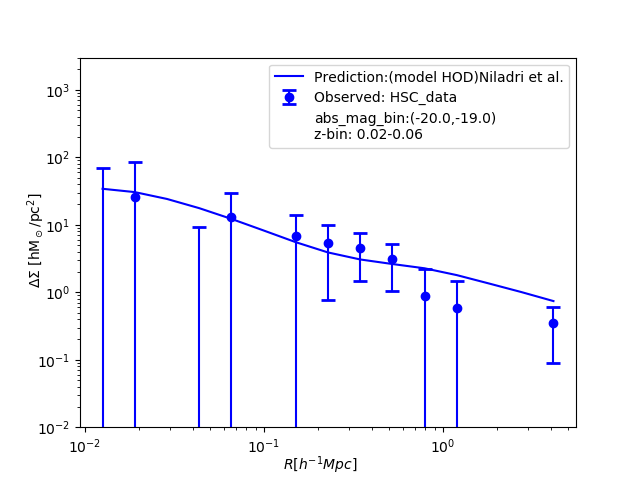 Prediction:(model HOD)Niladri et al.
Observed: HSC_data
abs_mag_bin:(-20.0,-19.0)
z-bin: 0.02-0.06
ΔΣ [hM⊙/pc²]
10³
10²
10¹
10⁰
10⁻¹
10⁻²
10⁻² 10⁻¹ 10⁰
R[h⁻¹Mpc]